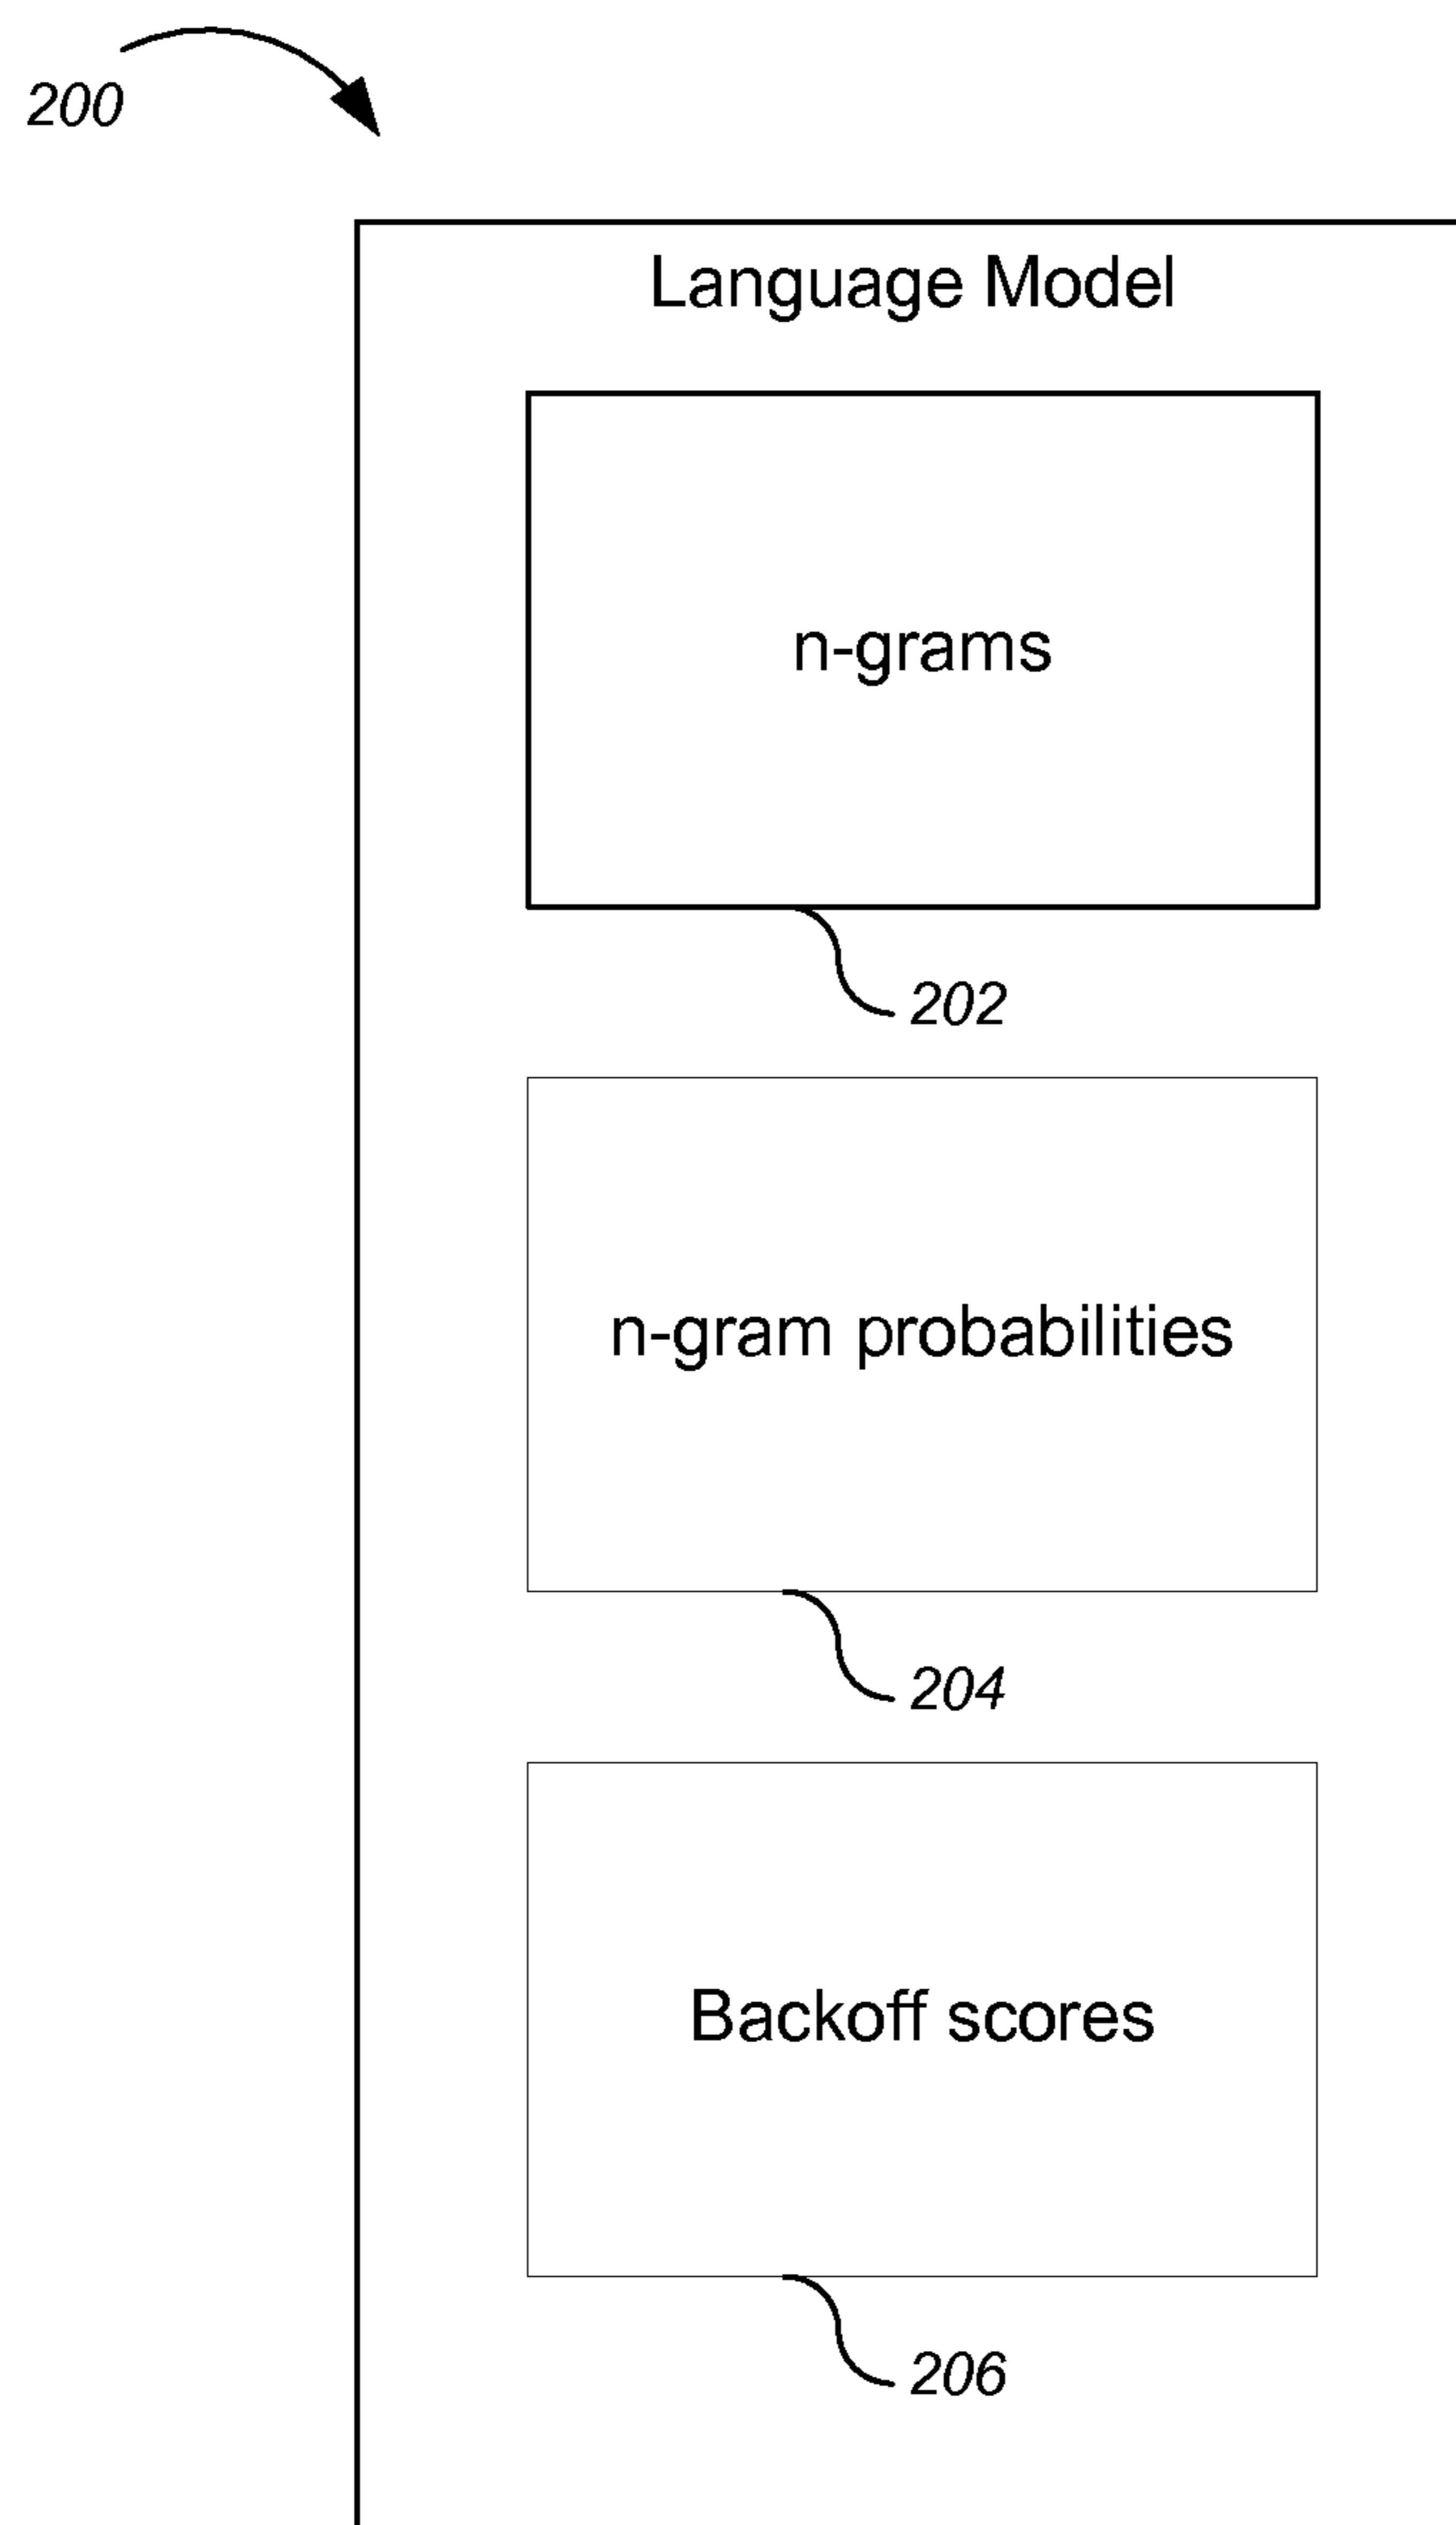 200
Language Model
n-grams
202
n-gram probabilities
204
Backoff scores
206